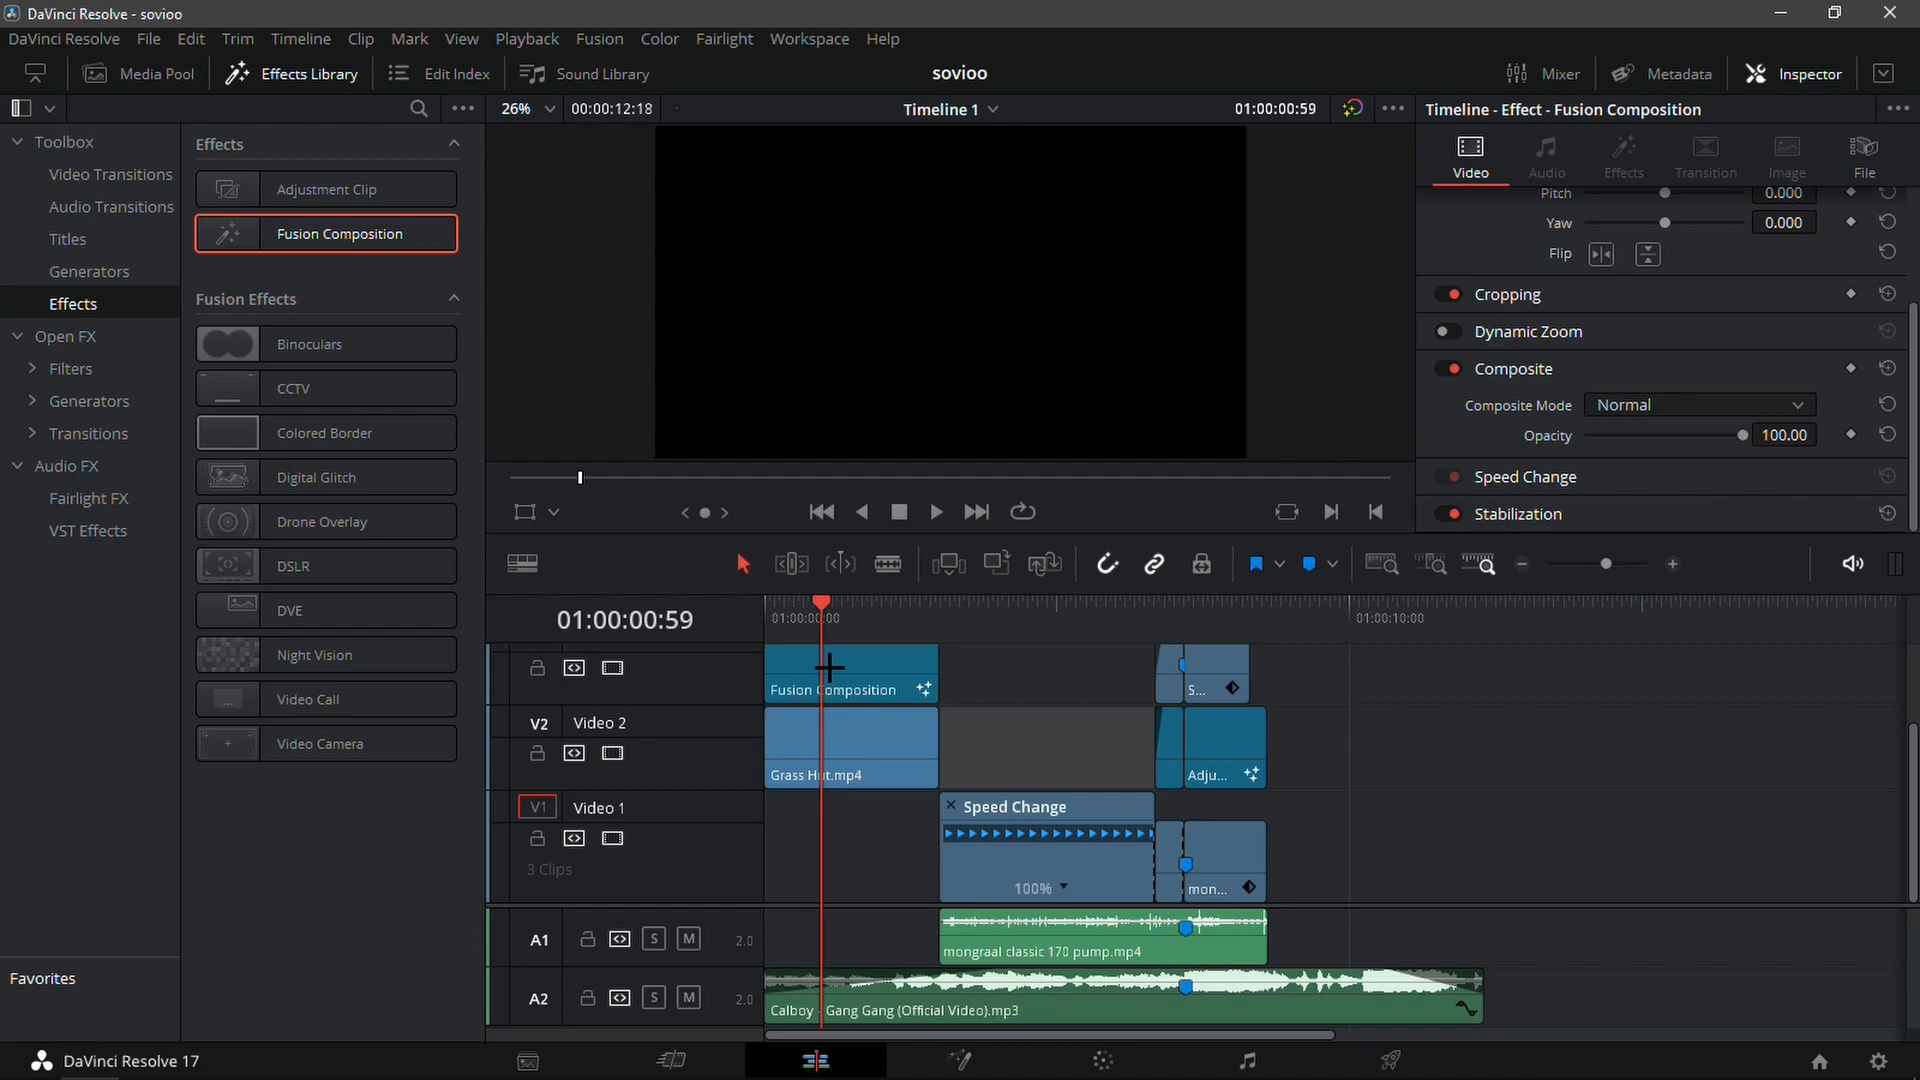 DaVinci Resolve - sovioo
DaVinci Resolve File Edit Trim Timeline Clip Mark View Playback Fusion Color Fairlight Workspace Help
Media Pool Effects Library Edit Index Sound Library sovioo Mixer Metadata Inspector
26% 00:00:12:18 Timeline 1 01:00:00:59 Timeline - Effect - Fusion Composition
Toolbox
Video Transitions
Audio Transitions
Titles
Generators
Effects
Open FX
Filters
Generators
Transitions
Audio FX
Fairlight FX
VST Effects
Favorites
Effects
Adjustment Clip
Fusion Composition
Fusion Effects
Binoculars
CCTV
Colored Border
Digital Glitch
Drone Overlay
DSLR
DVE
Night Vision
Video Call
Video Camera
Video Audio Effects Transition Image File
Pitch 0.000
Yaw 0.000
Flip
Cropping
Dynamic Zoom
Composite
Composite Mode Normal
Opacity 100.00
Speed Change
Stabilization
01:00:00:59 01:00:00:00 01:00:10:00
Fusion Composition S...
V2 Video 2
Grass Hut.mp4 Adju...
V1 Video 1 Speed Change
3 Clips
100% mon...
A1 S M 2.0
mongraal classic 170 pump.mp4
A2 S M 2.0
Calboy - Gang Gang (Official Video).mp3
DaVinci Resolve 17